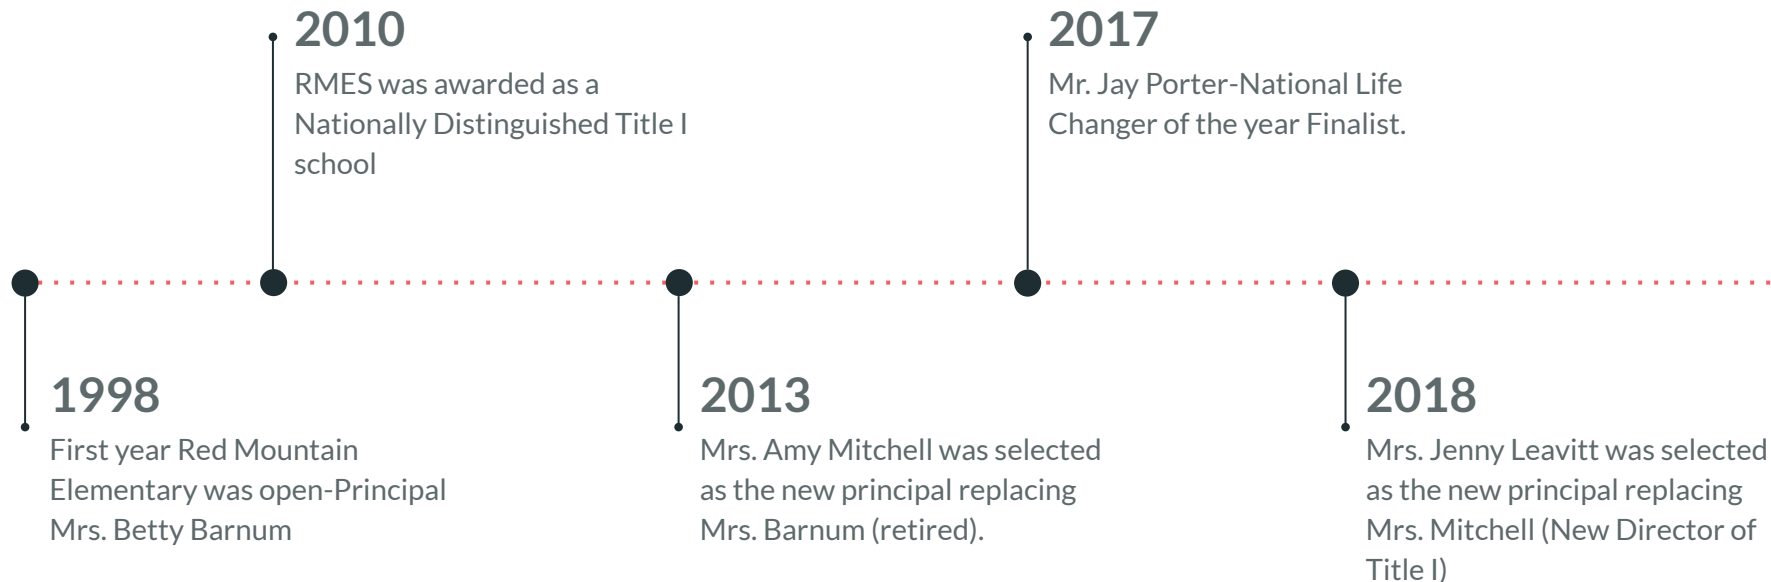 2010
RMES was awarded as a
Nationally Distinguished Title I
school
2017
Mr. Jay Porter-National Life
Changer of the year Finalist.
1998
First year Red Mountain
Elementary was open-Principal
Mrs. Betty Barnum
2013
Mrs. Amy Mitchell was selected
as the new principal replacing
Mrs. Barnum (retired).
2018
Mrs. Jenny Leavitt was selected
as the new principal replacing
Mrs. Mitchell (New Director of
Title I)